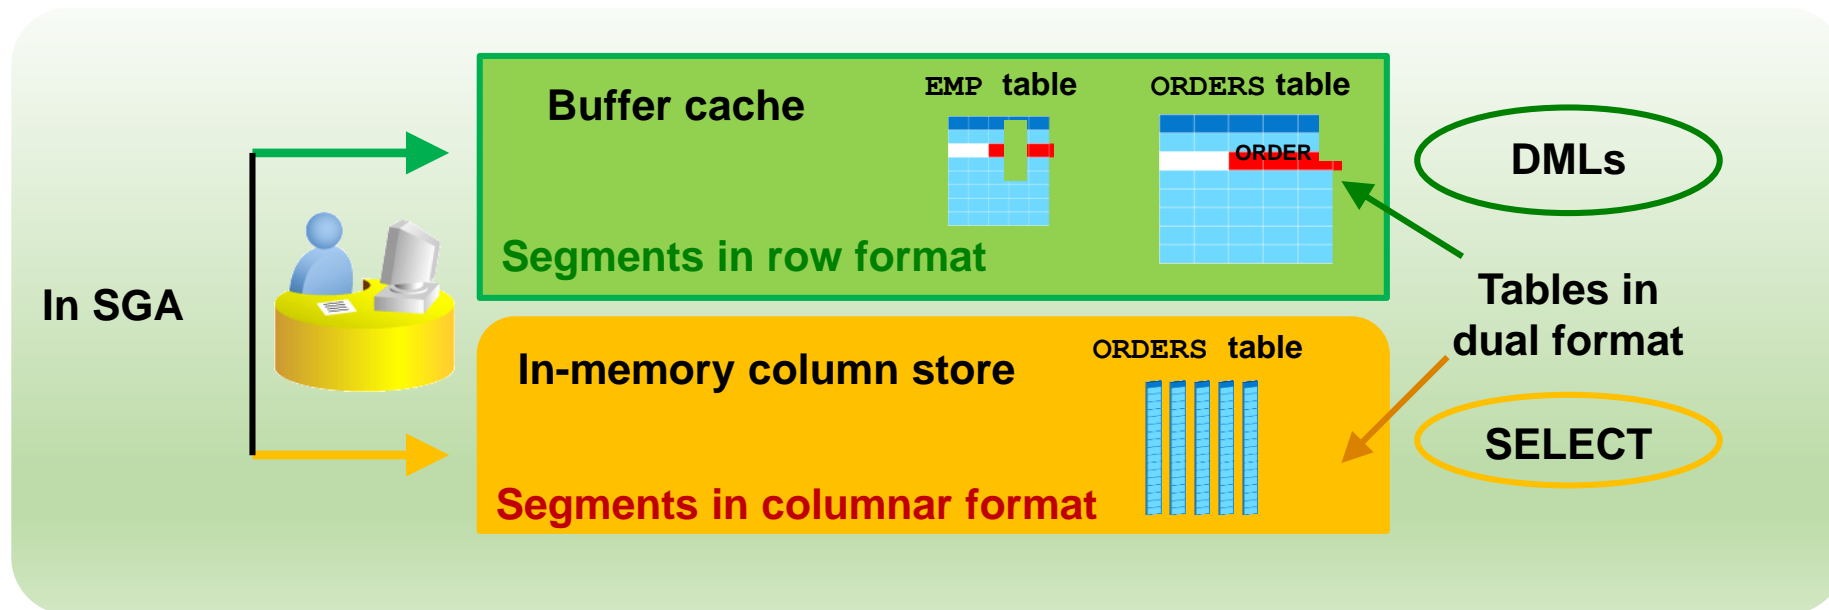 Buffer cache
EMP table
ORDERS table
ORDER
DMLs
Segments in row format
In SGA
Tables in
dual format
In-memory column store
ORDERS table
SELECT
Segments in columnar format